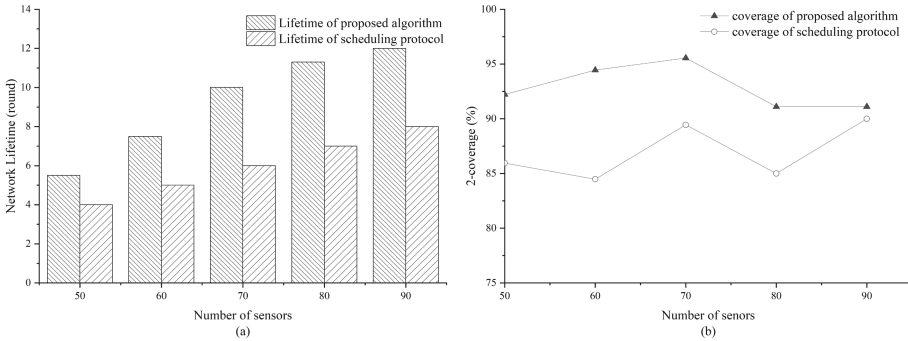 14
12
10
8
6
4
2
0
Network Lifetime (round)
Lifetime of proposed algorithm
Lifetime of scheduling protocol
50 60 70 80 90
Number of sensors
(a)
100
95
90
85
80
75
2-coverage (%)
coverage of proposed algorithm
coverage of scheduling protocol
50 60 70 80 90
Number of senors
(b)